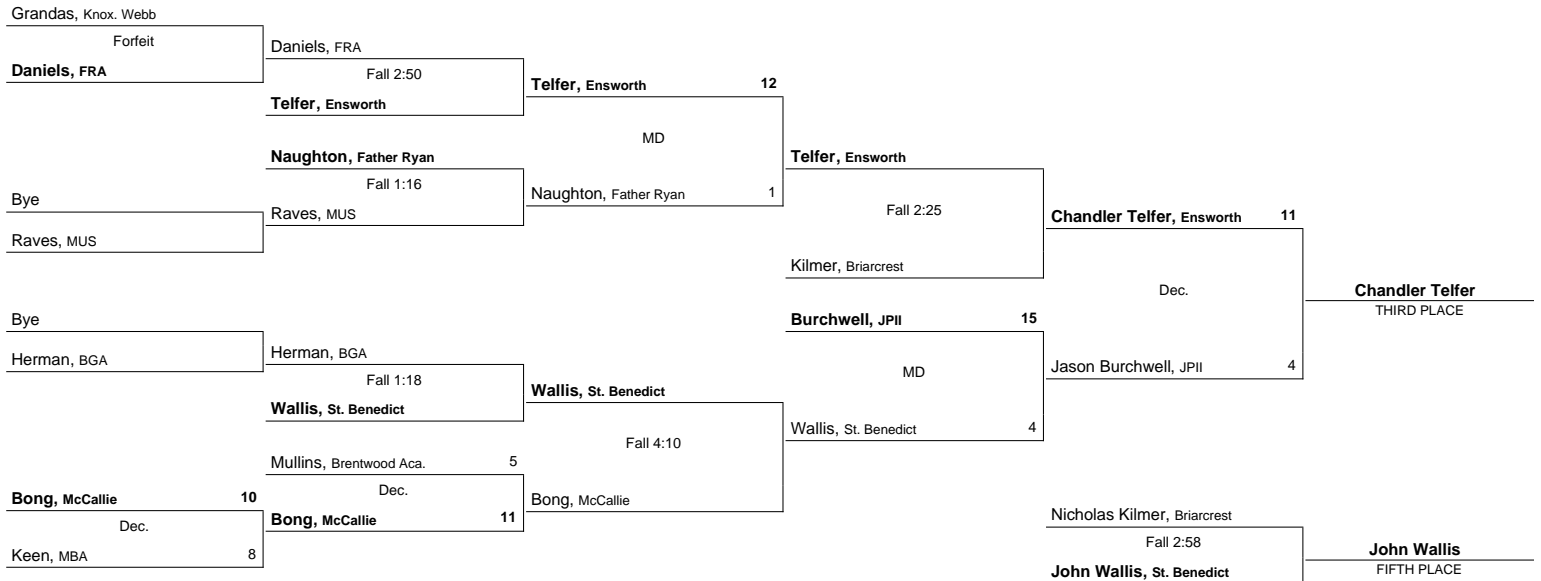 Grandas, Knox. Webb
Forfeit
Daniels, FRA
Bye
Raves, MUS
Bye
Herman, BGA
Bong, McCallie 10
Dec.
Keen, MBA 8
Daniels, FRA
Fall 2:50
Telfer, Ensworth
Naughton, Father Ryan
Fall 1:16
Raves, MUS
Herman, BGA
Fall 1:18
Wallis, St. Benedict
Mullins, Brentwood Aca. 5
Dec.
Bong, McCallie 11
Telfer, Ensworth 12
MD
Naughton, Father Ryan 1
Wallis, St. Benedict
Fall 4:10
Bong, McCallie
Telfer, Ensworth
Fall 2:25
Kilmer, Briarcrest
Burchwell, JPII 15
MD
Wallis, St. Benedict 4
Chandler Telfer, Ensworth 11
Dec.
Jason Burchwell, JPII 4
Nicholas Kilmer, Briarcrest
Fall 2:58
John Wallis, St. Benedict
Chandler Telfer
THIRD PLACE
John Wallis
FIFTH PLACE